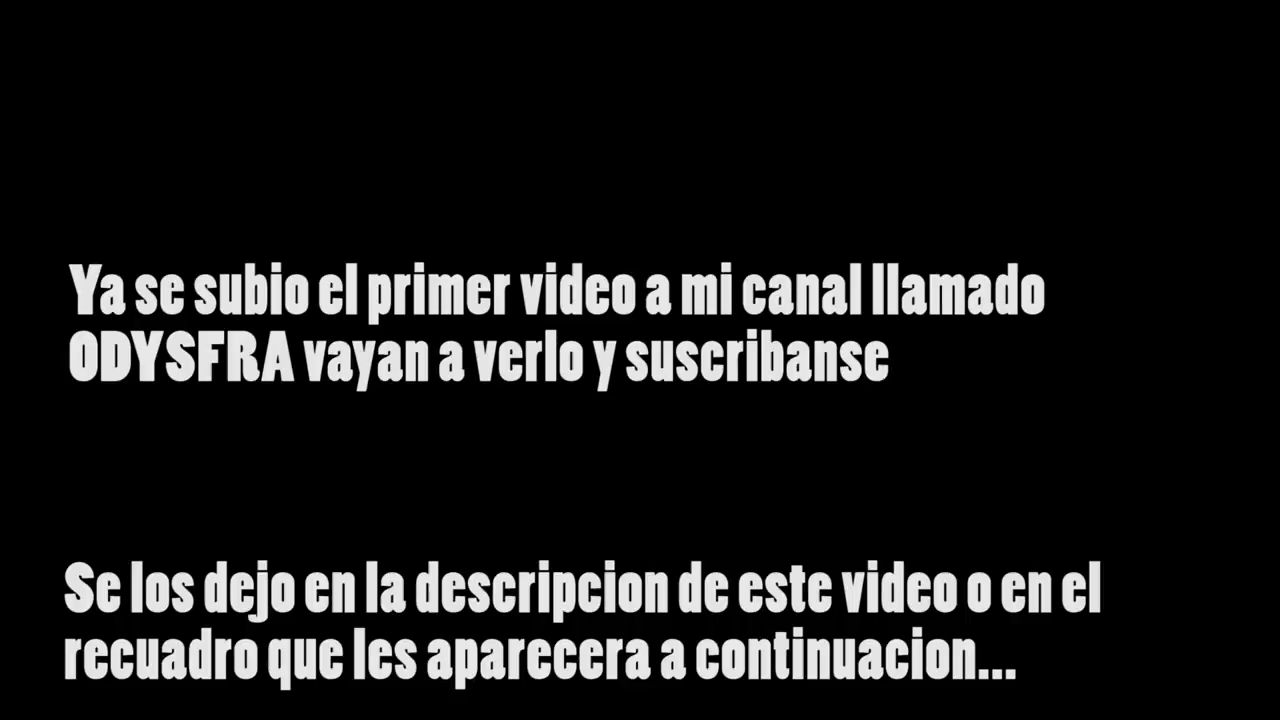 Ya se subio el primer video a mi canal llamado
ODYSFRA vayan a verlo y suscribanse
Se los dejo en la descripcion de este video o en el
recuadro que les aparecera a continuacion...